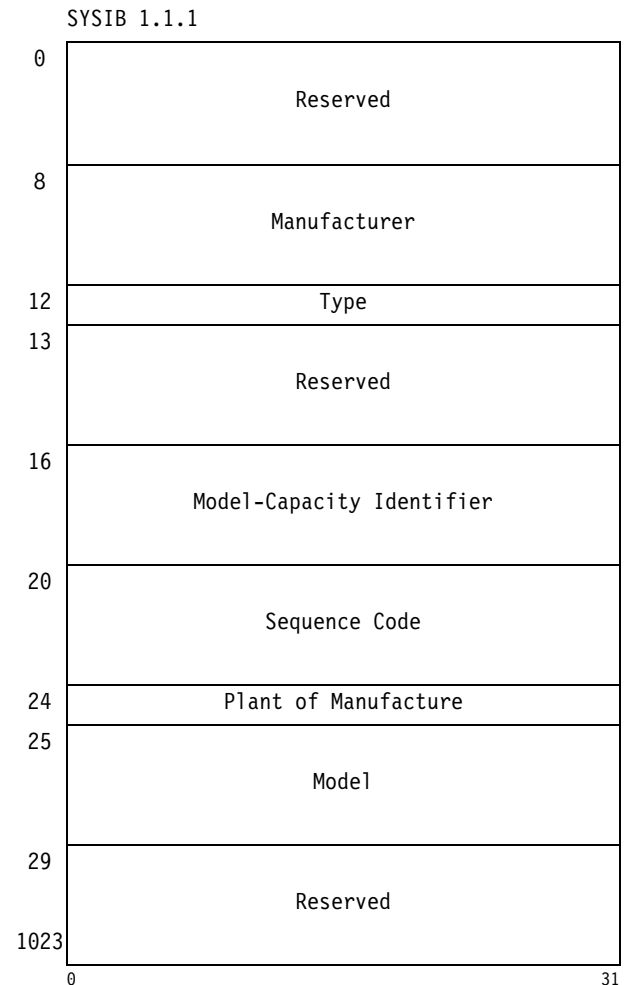 SYSIB 1.1.1
0
Reserved
8
Manufacturer
12
Type
13
Reserved
16
Model-Capacity Identifier
20
Sequence Code
24
Plant of Manufacture
25
Model
29
Reserved
1023
0 31